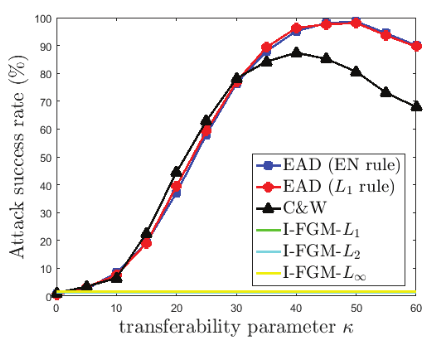 Attack success rate (%)
100
90
80
70
60
50
40
30
20
10
0
EAD (EN rule)
EAD (L₁ rule)
C&W
I-FGM-L₁
I-FGM-L₂
I-FGM-L∞
0 10 20 30 40 50 60
transferability parameter κ